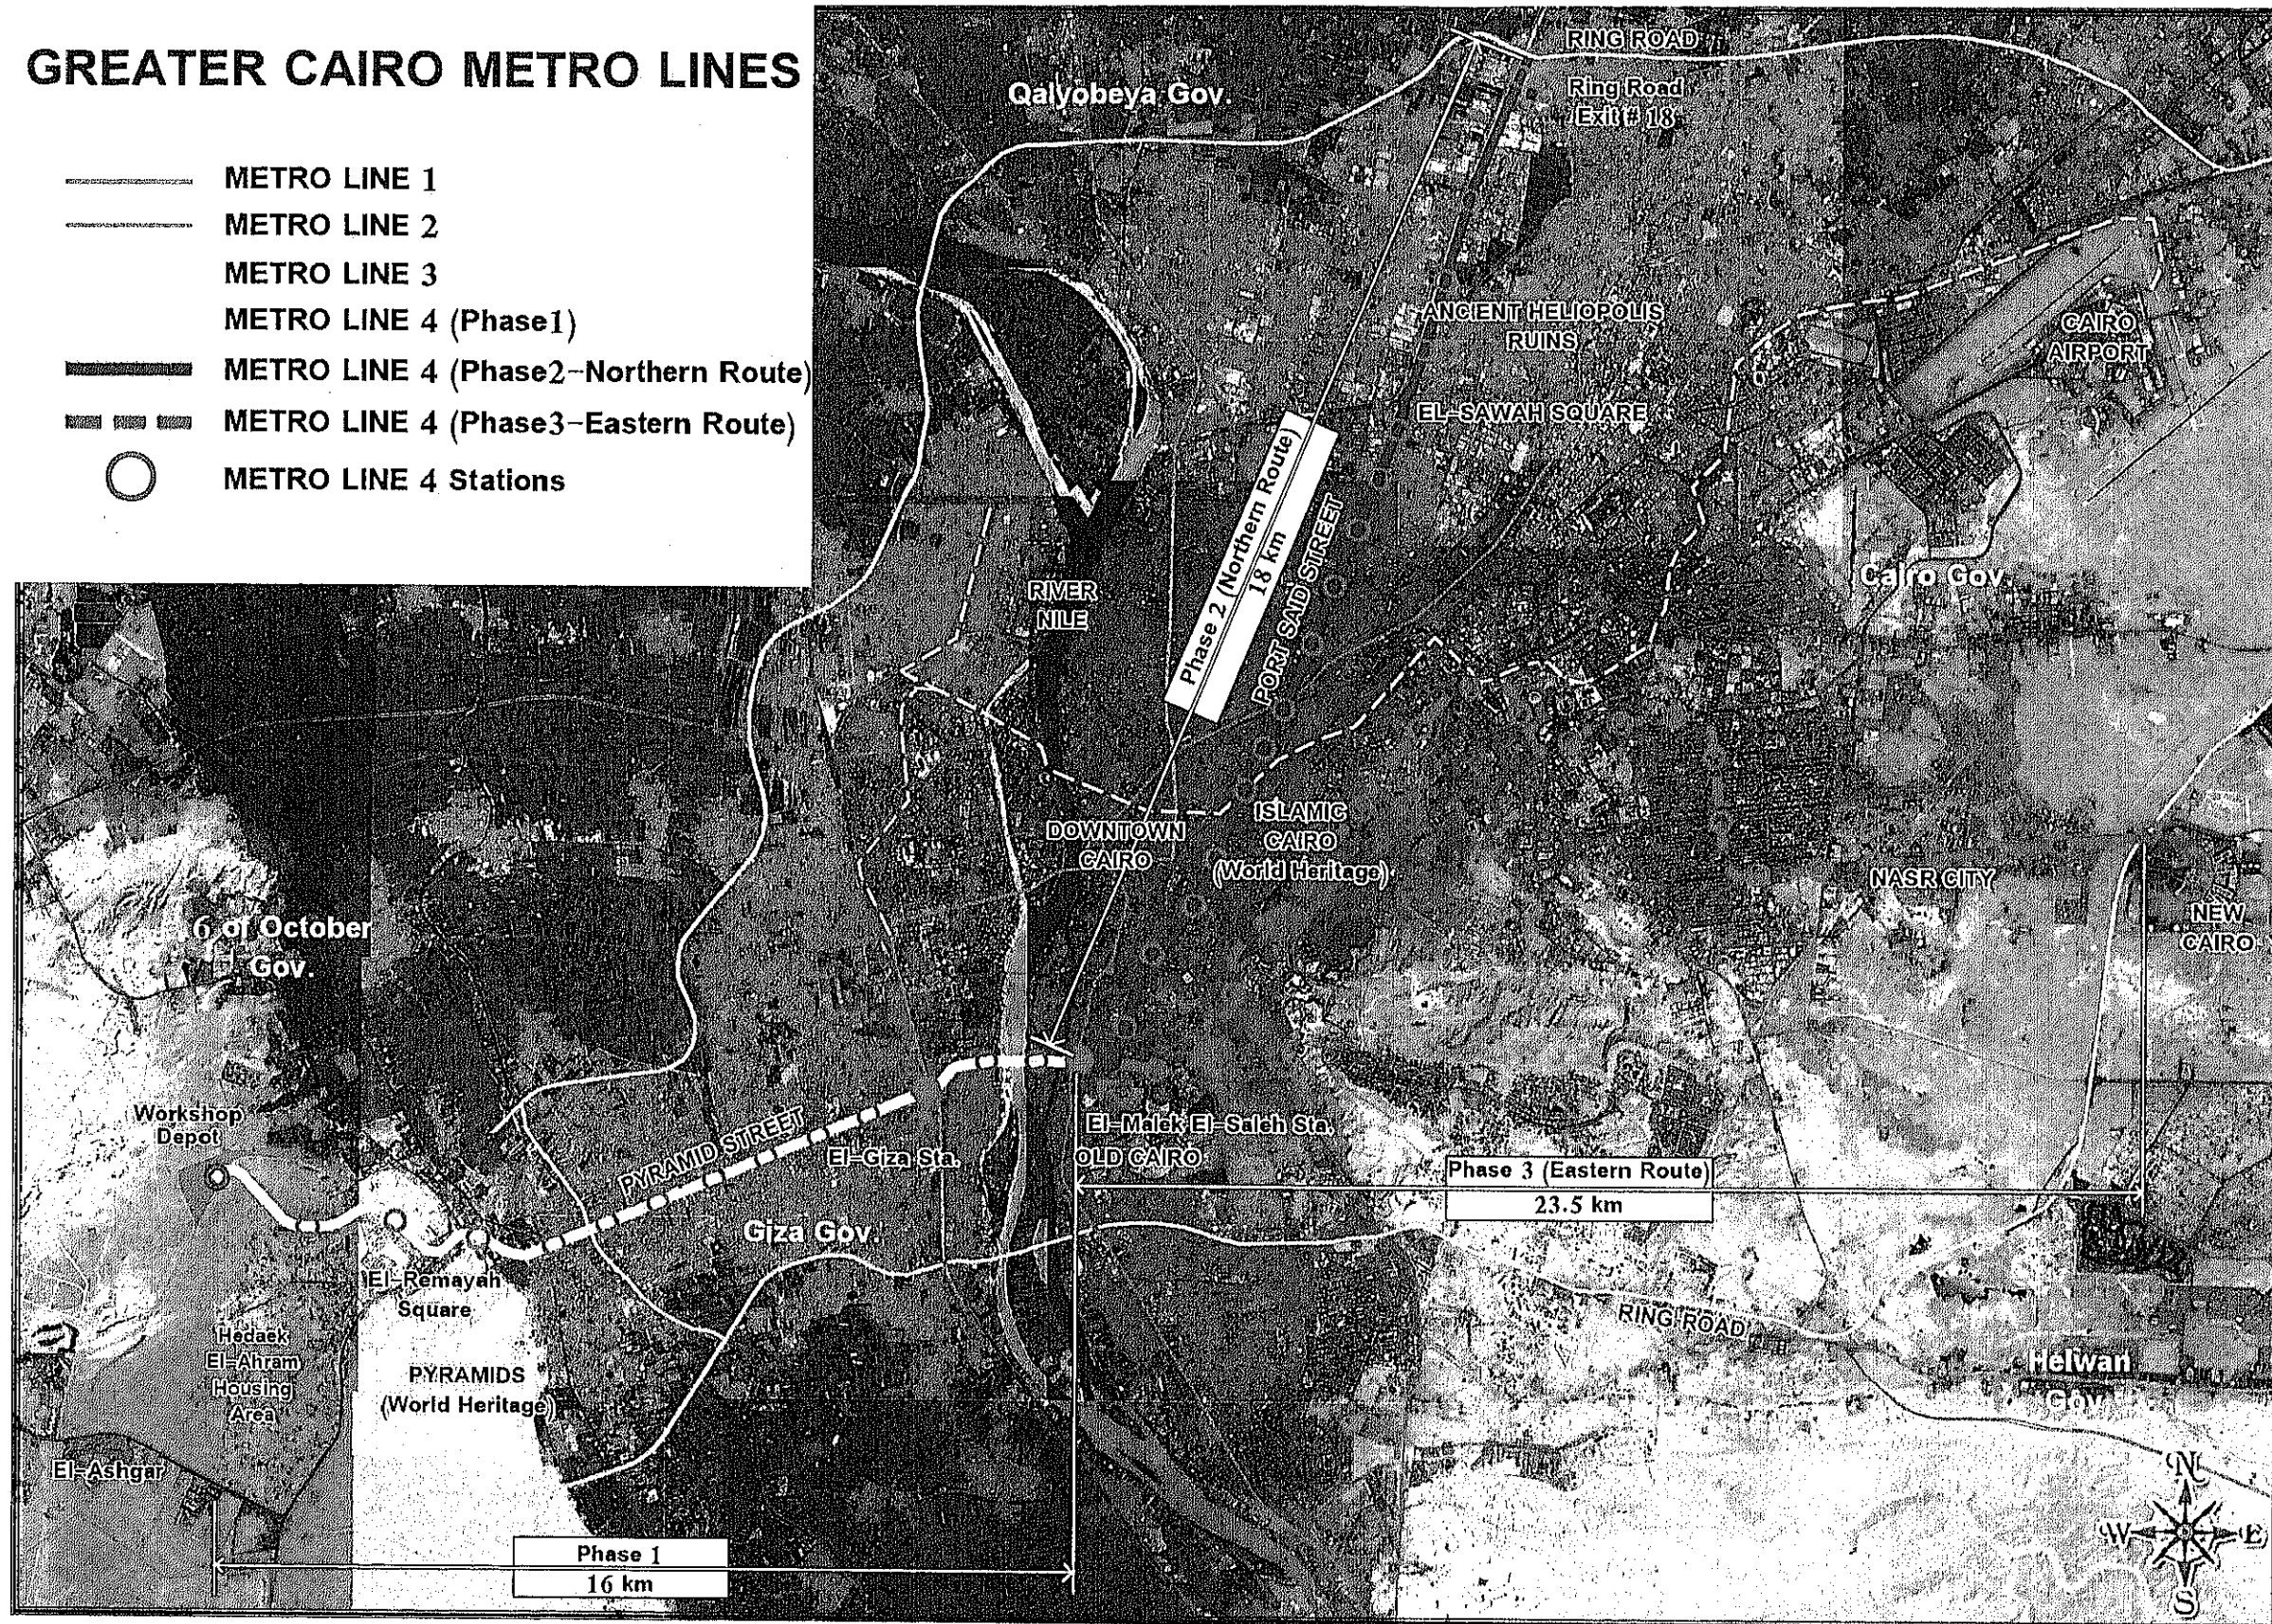 GREATER CAIRO METRO LINES
METRO LINE 1
METRO LINE 2
METRO LINE 3
METRO LINE 4 (Phase1)
METRO LINE 4 (Phase2-Northern Route)
METRO LINE 4 (Phase3-Eastern Route)
METRO LINE 4 Stations
RING ROAD
Ring Road
Exit # 18
Qalyobeya Gov.
ANCIENT HELIOPOLIS
RUINS
CAIRO
AIRPORT
EL-SAWAH SQUARE
Phase 2 (Northern Route)
18 km
PORT SAID STREET
RIVER
NILE
Cairo Gov.
DOWNTOWN
CAIRO
ISLAMIC
CAIRO
(World Heritage)
NASR CITY
NEW
CAIRO
6 of October
Gov.
Workshop
Depot
PYRAMID STREET
El-Giza Sta.
El-Malek El-Saleh Sta.
OLD CAIRO
Phase 3 (Eastern Route)
23.5 km
Giza Gov.
El-Remayah
Square
RING ROAD
Hedaek
El-Ahram
Housing
Area
PYRAMIDS
(World Heritage)
Helwan
Gov.
El-Ashgar
Phase 1
16 km
N
W
E
S